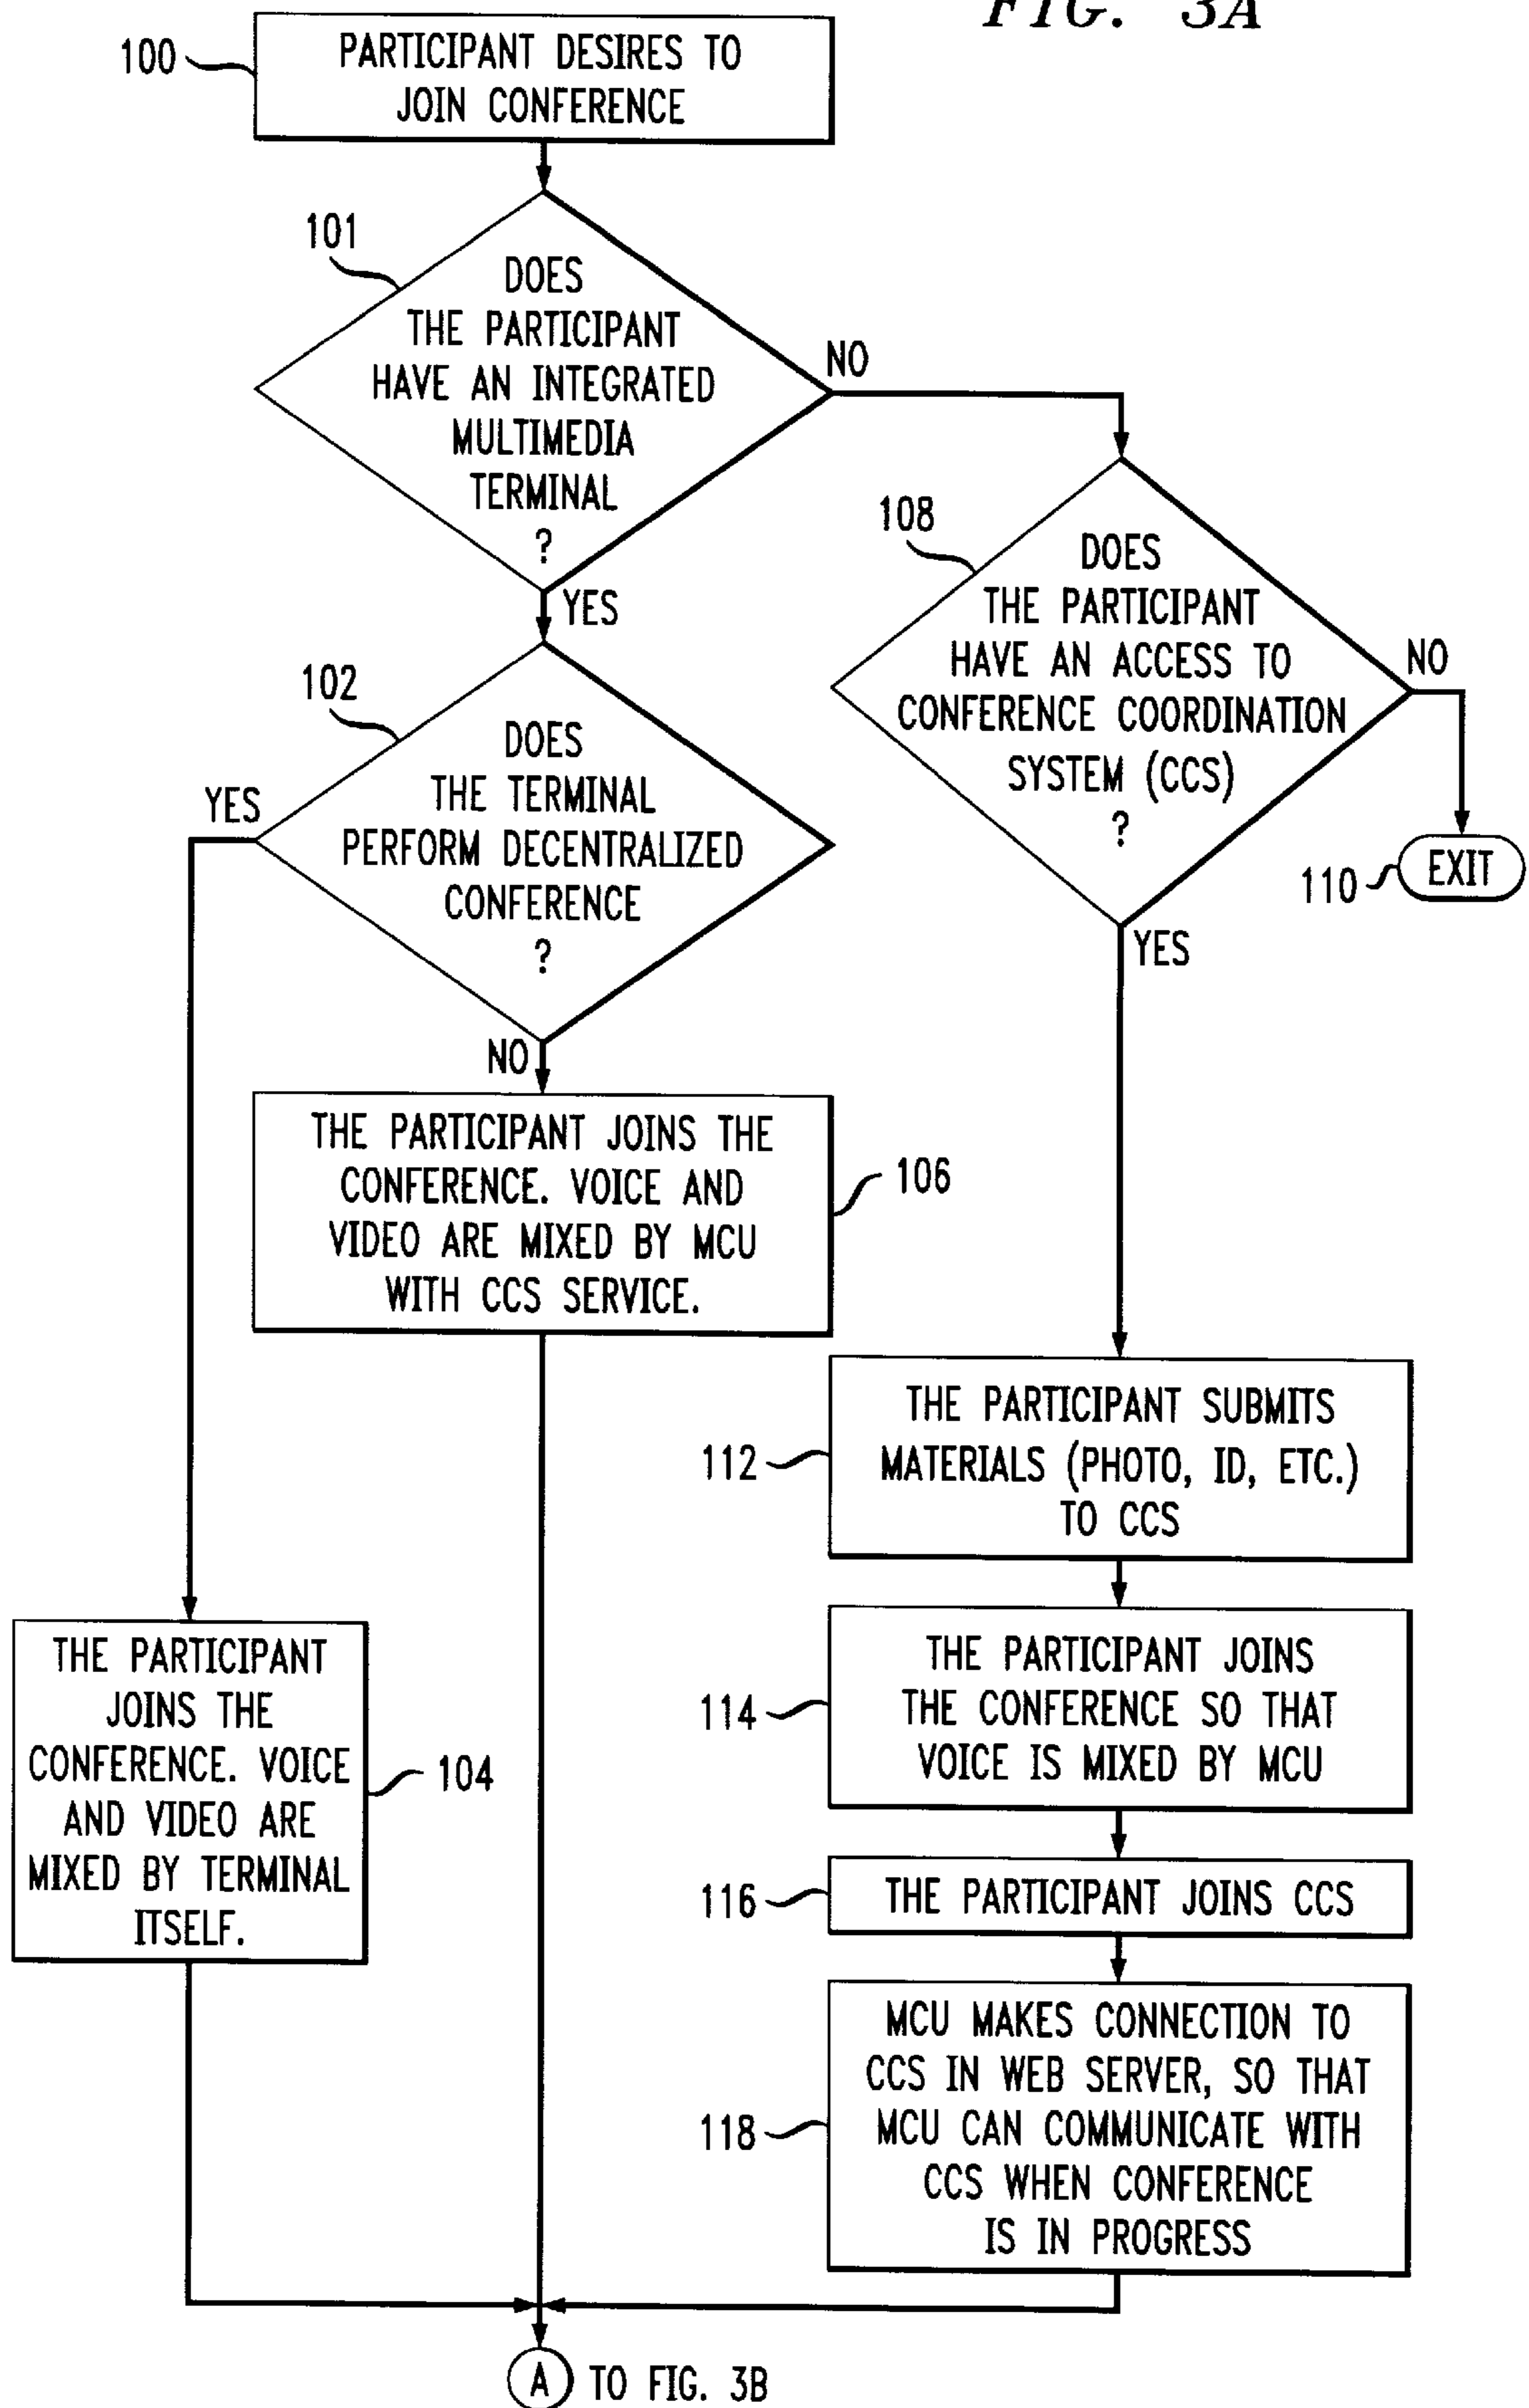 FIG. 3A
100
PARTICIPANT DESIRES TO
JOIN CONFERENCE
101
DOES
THE PARTICIPANT
HAVE AN INTEGRATED
MULTIMEDIA
TERMINAL
?
NO
YES
108
DOES
THE PARTICIPANT
HAVE AN ACCESS TO
CONFERENCE COORDINATION
SYSTEM (CCS)
?
NO
110
EXIT
YES
102
DOES
THE TERMINAL
PERFORM DECENTRALIZED
CONFERENCE
?
YES
NO
THE PARTICIPANT JOINS THE
CONFERENCE. VOICE AND
VIDEO ARE MIXED BY MCU
WITH CCS SERVICE.
106
112
THE PARTICIPANT SUBMITS
MATERIALS (PHOTO, ID, ETC.)
TO CCS
THE PARTICIPANT
JOINS THE
CONFERENCE. VOICE
AND VIDEO ARE
MIXED BY TERMINAL
ITSELF.
104
114
THE PARTICIPANT JOINS
THE CONFERENCE SO THAT
VOICE IS MIXED BY MCU
116
THE PARTICIPANT JOINS CCS
118
MCU MAKES CONNECTION TO
CCS IN WEB SERVER, SO THAT
MCU CAN COMMUNICATE WITH
CCS WHEN CONFERENCE
IS IN PROGRESS
A TO FIG. 3B